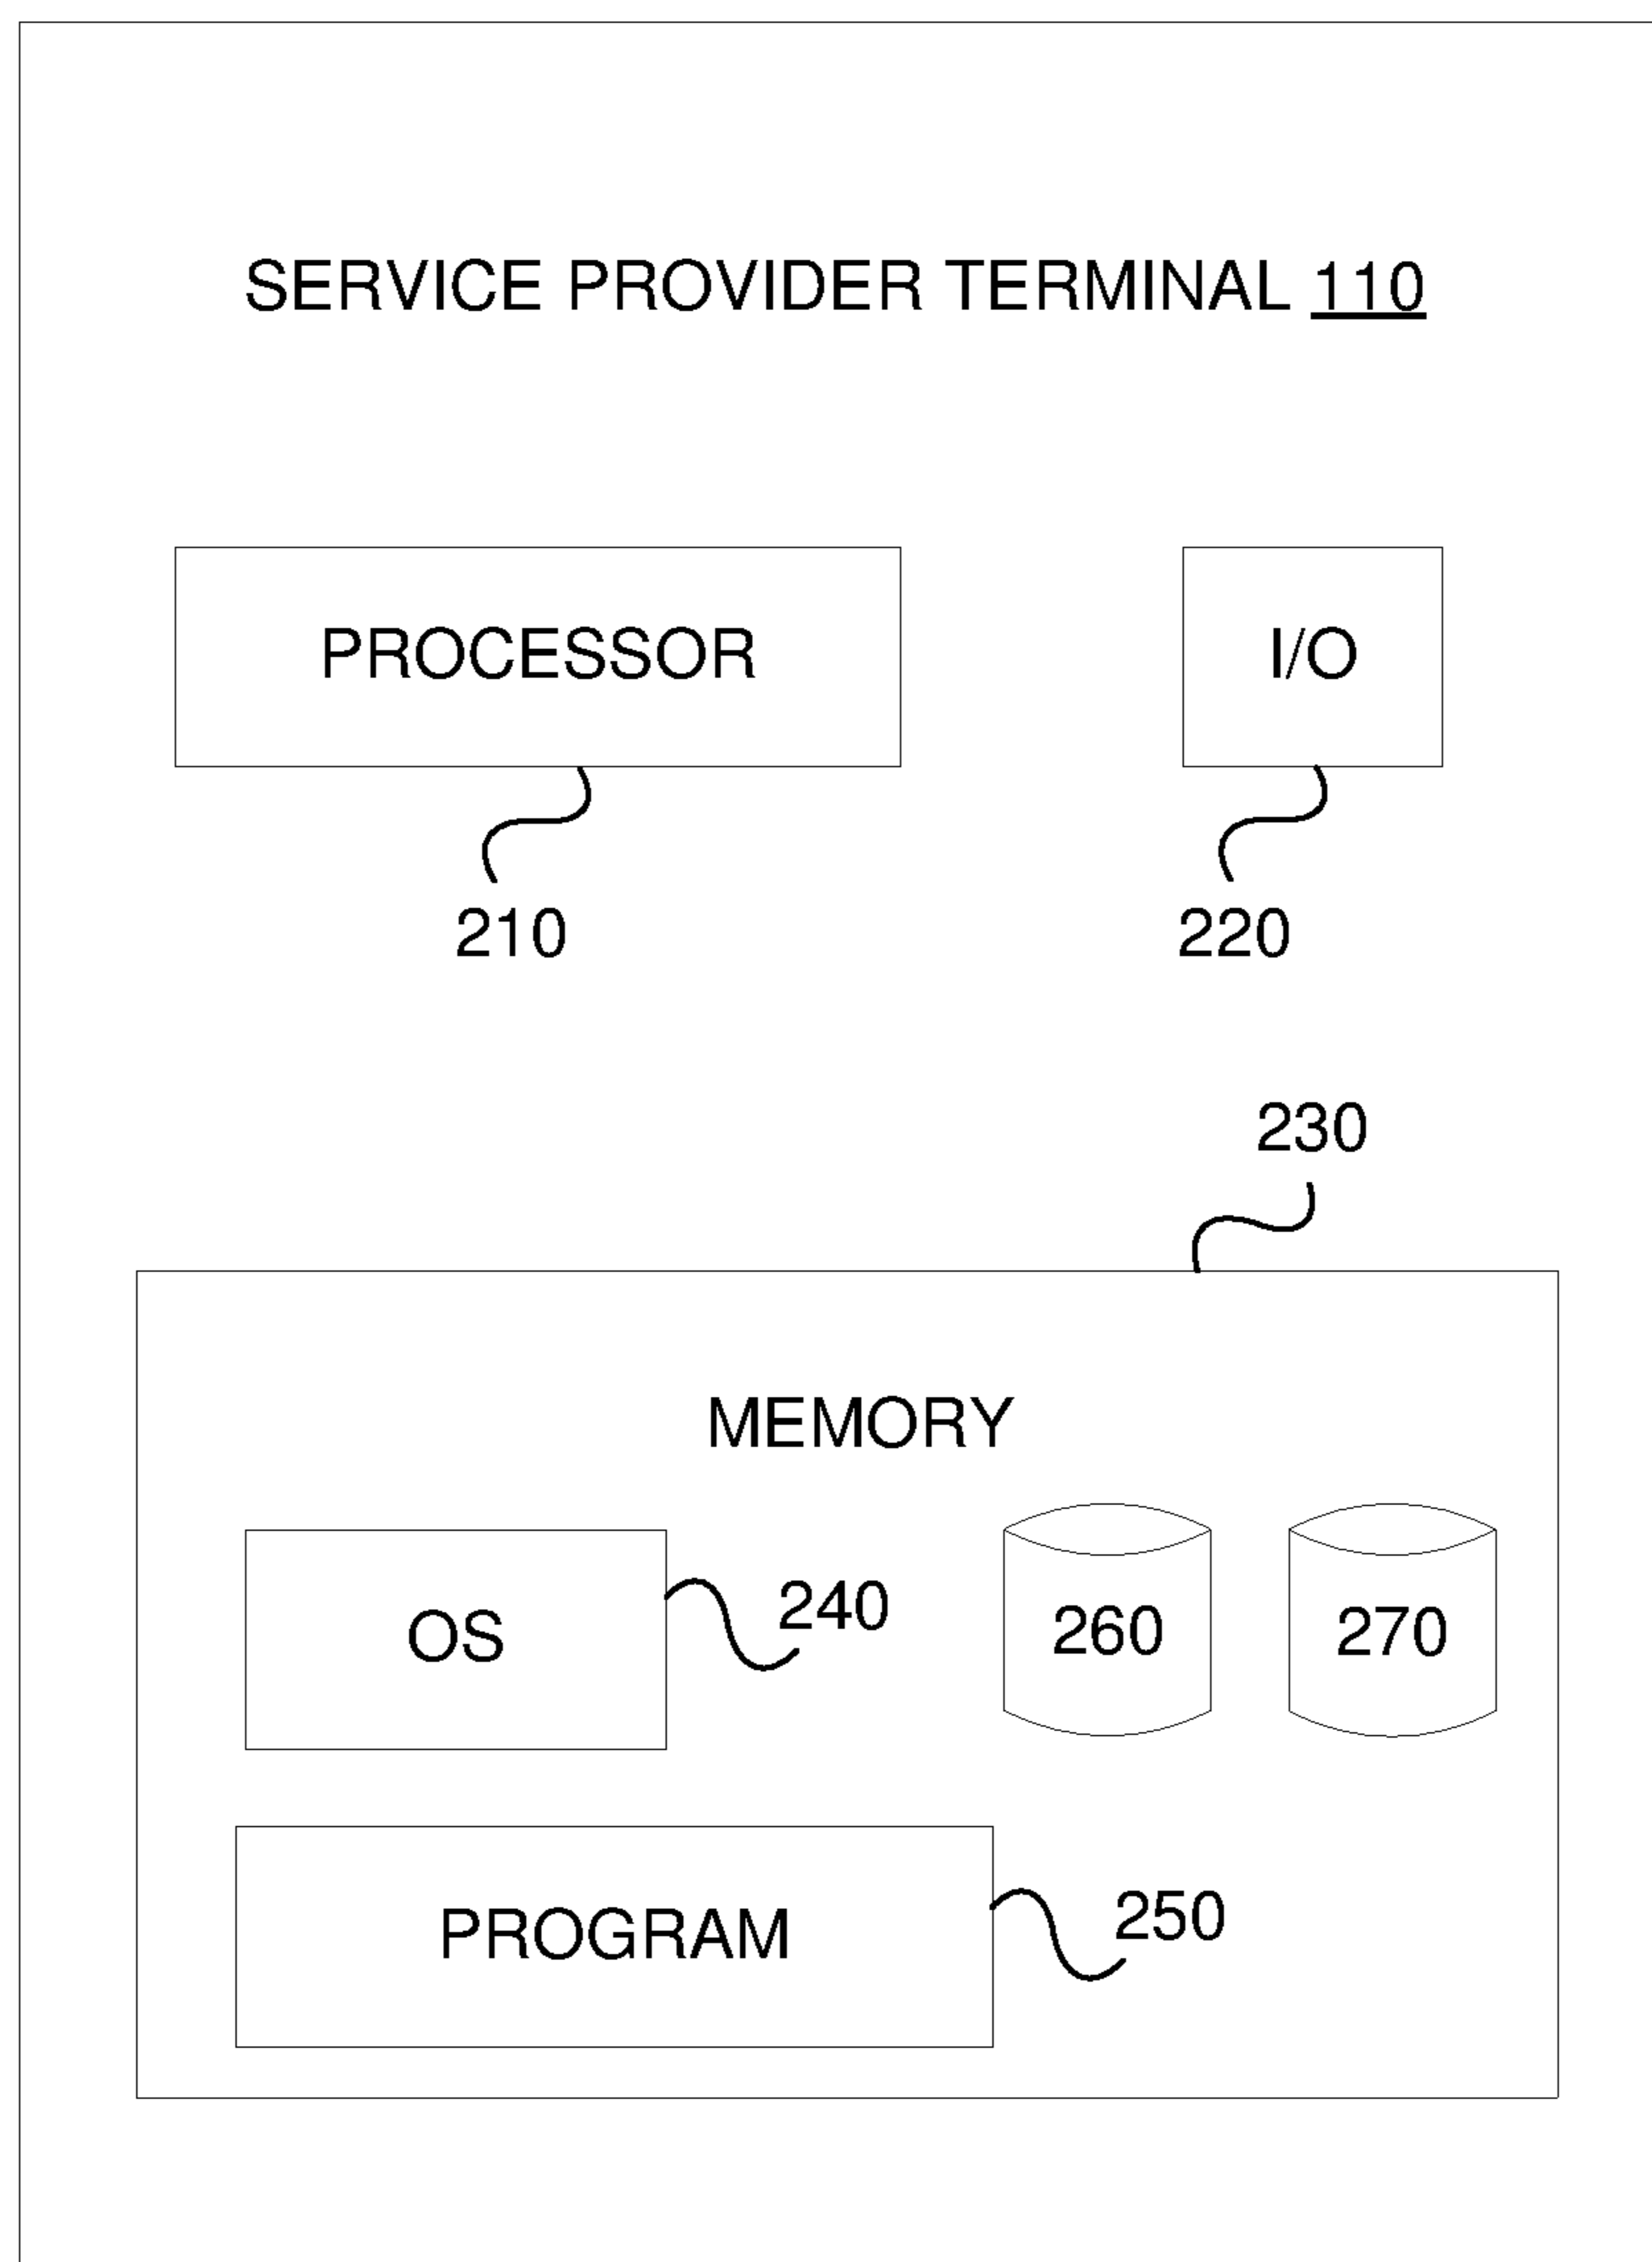 SERVICE PROVIDER TERMINAL 110
PROCESSOR
I/O
210
220
230
MEMORY
OS
240
260
270
PROGRAM
250